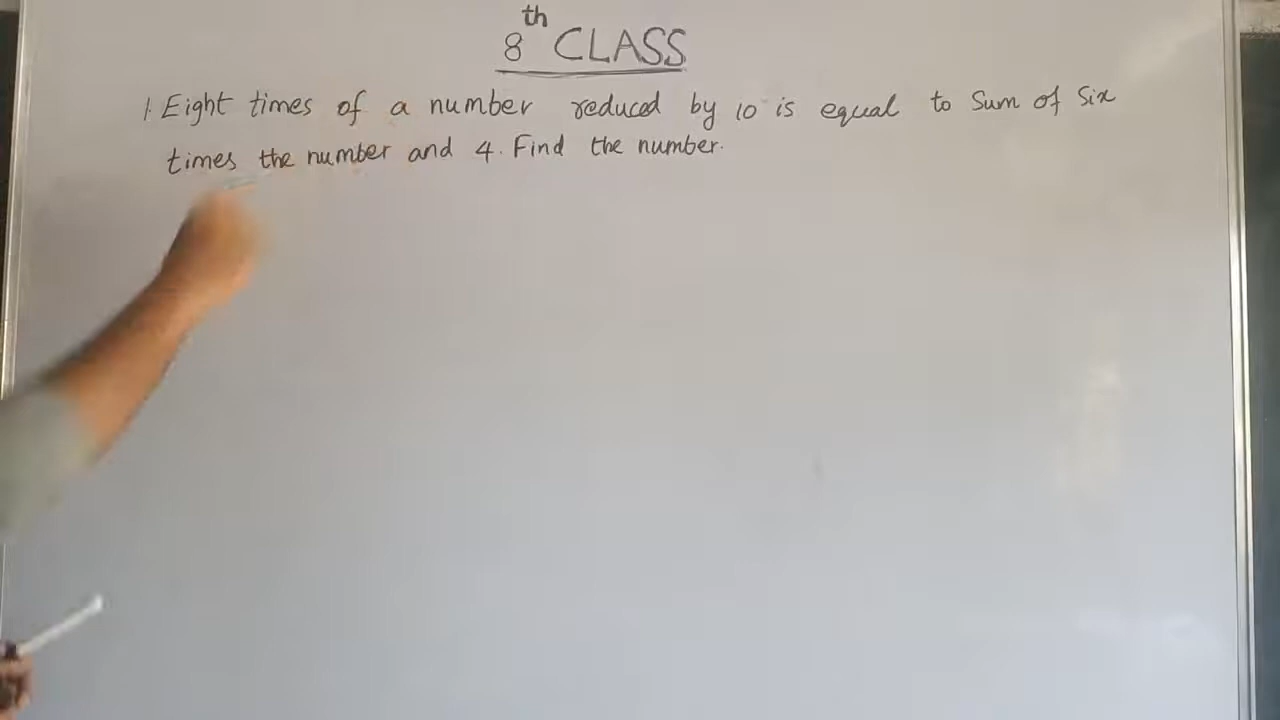 8th CLASS
1. Eight times of a number reduced by 10 is equal to Sum of Six
times the number and 4. Find the number.